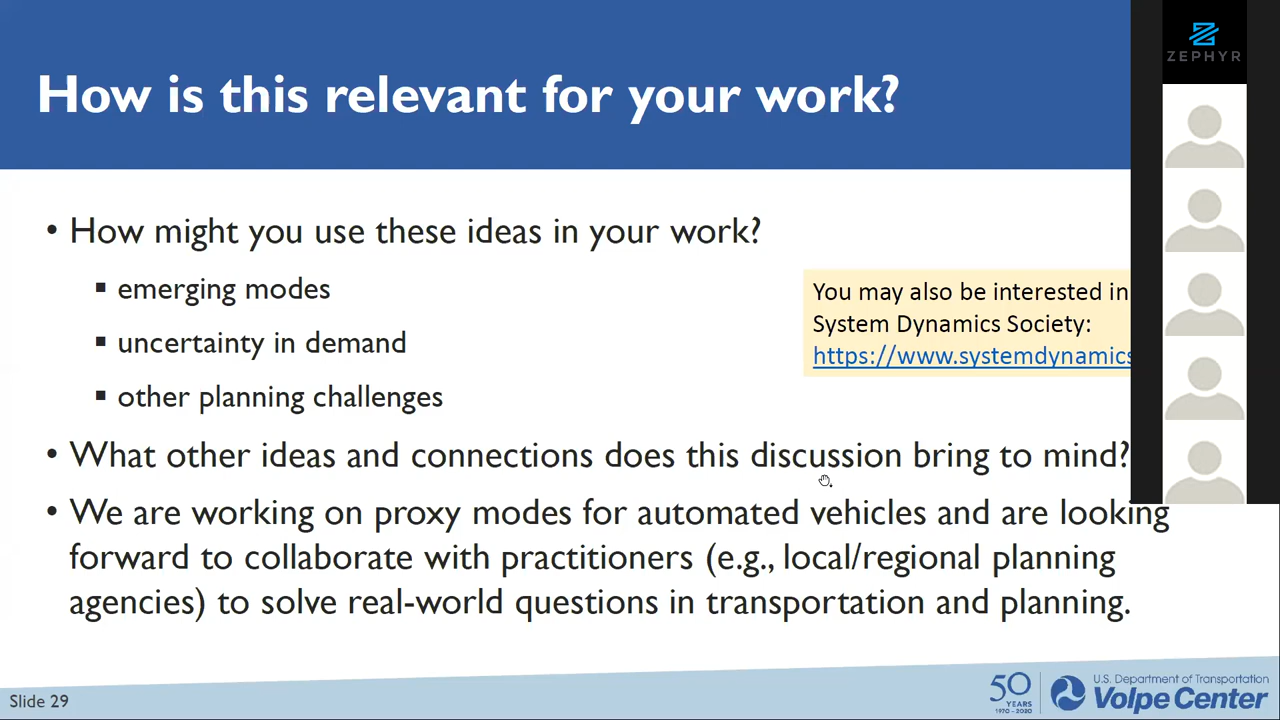 How is this relevant for your work?
ZEPHYR
• How might you use these ideas in your work?
▪ emerging modes
▪ uncertainty in demand
▪ other planning challenges
You may also be interested in
System Dynamics Society:
https://www.systemdynamics
• What other ideas and connections does this discussion bring to mind?
• We are working on proxy modes for automated vehicles and are looking
forward to collaborate with practitioners (e.g., local/regional planning
agencies) to solve real-world questions in transportation and planning.
Slide 29
50
YEARS
1970-2020
U.S. Department of Transportation
Volpe Center